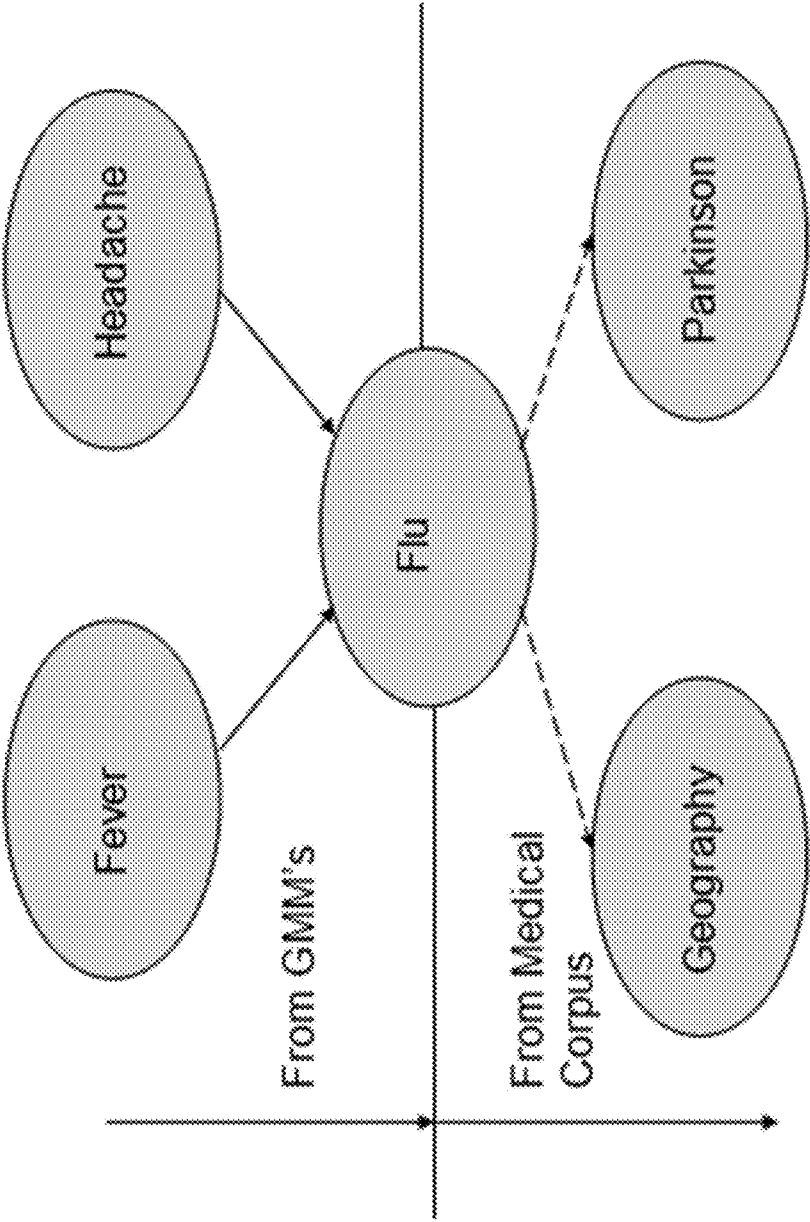 Fever
Headache
From GMM's
Flu
From Medical
Corpus
Geography
Parkinson